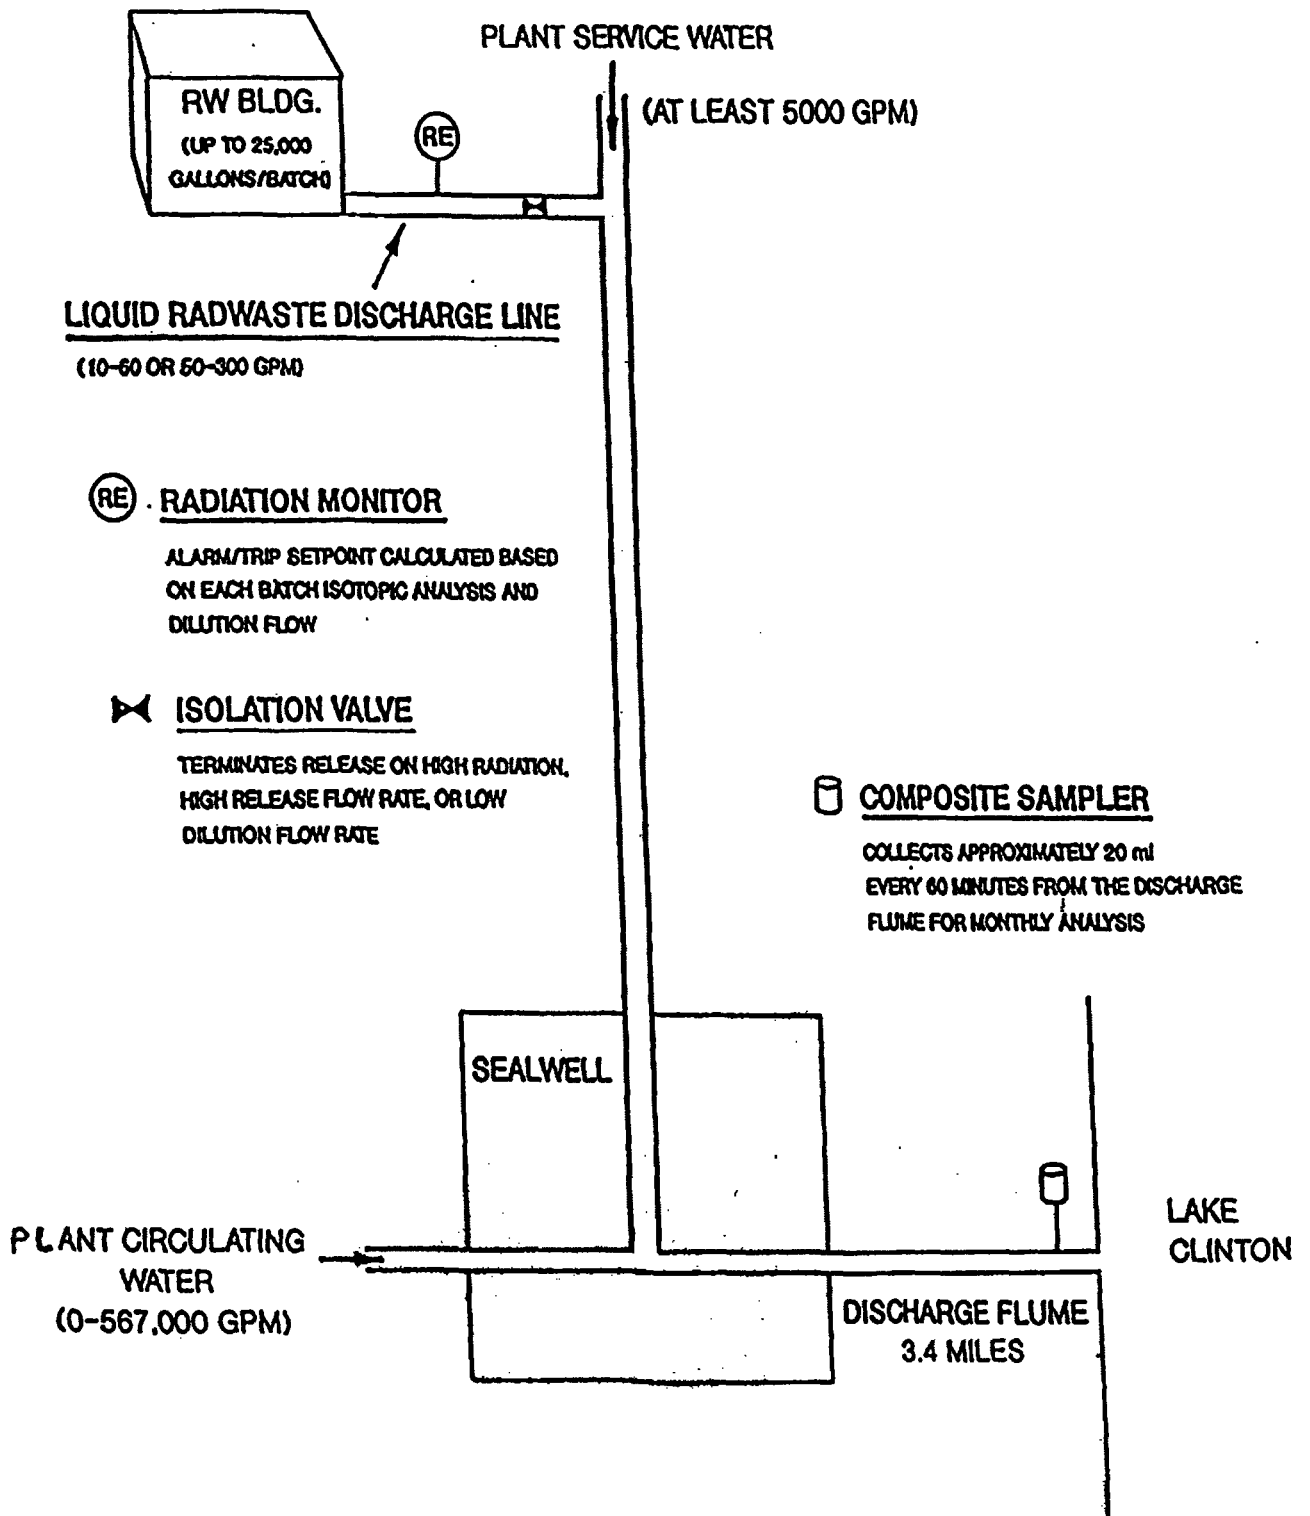 PLANT SERVICE WATER
(AT LEAST 5000 GPM)
RW BLDG.
(UP TO 25,000
GALLONS/BATCH)
RE
LIQUID RADWASTE DISCHARGE LINE
(10-60 OR 50-300 GPM)
RE
RADIATION MONITOR
ALARM/TRIP SETPOINT CALCULATED BASED
ON EACH BATCH ISOTOPIC ANALYSIS AND
DILUTION FLOW
ISOLATION VALVE
TERMINATES RELEASE ON HIGH RADIATION,
HIGH RELEASE FLOW RATE, OR LOW
DILUTION FLOW RATE
COMPOSITE SAMPLER
COLLECTS APPROXIMATELY 20 ml
EVERY 60 MINUTES FROM THE DISCHARGE
FLUME FOR MONTHLY ANALYSIS
SEALWELL
PLANT CIRCULATING
WATER
(0-567,000 GPM)
LAKE
CLINTON
DISCHARGE FLUME
3.4 MILES